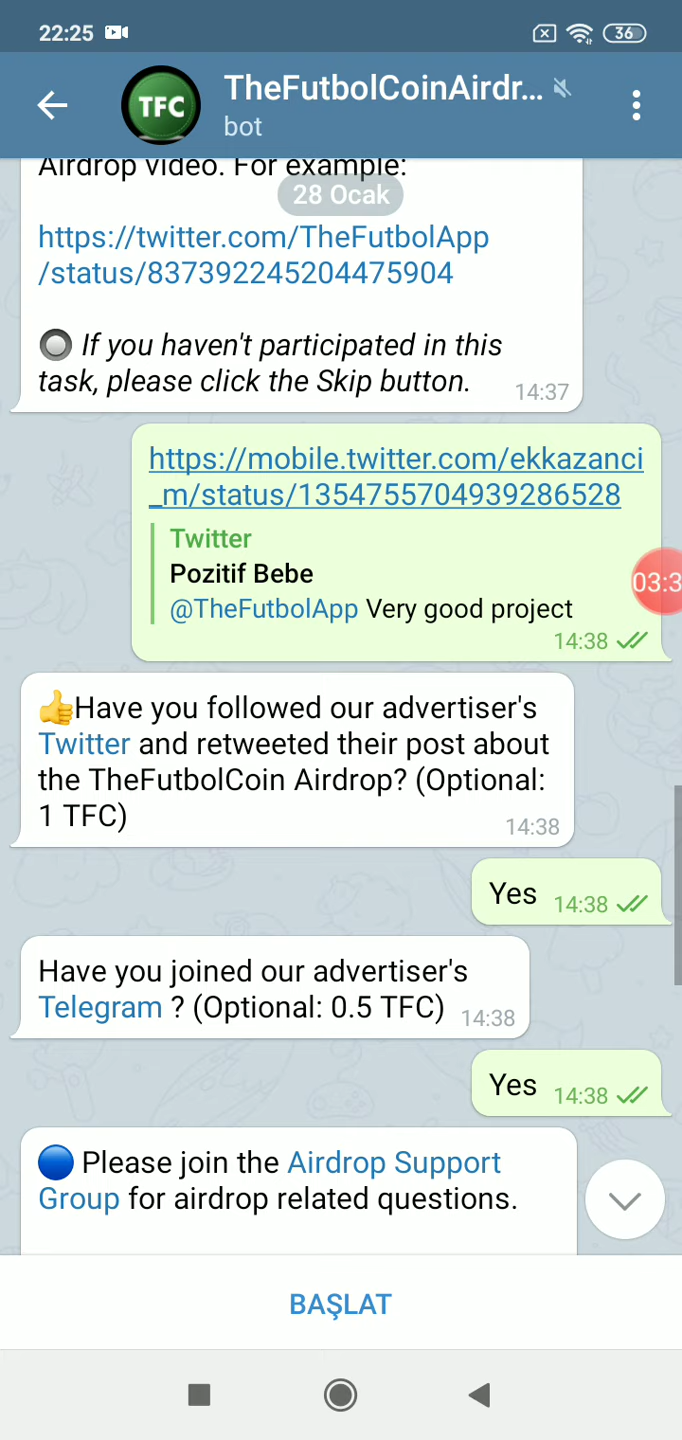 22:25
36
TFC
TheFutbolCoinAirdr...
bot
Airdrop video. For example:
28 Ocak
https://twitter.com/TheFutbolApp
/status/837392245204475904
If you haven't participated in this
task, please click the Skip button.
14:37
https://mobile.twitter.com/ekkazanci
_m/status/1354755704939286528
Twitter
Pozitif Bebe
@TheFutbolApp Very good project
14:38
03:3
👍Have you followed our advertiser's
Twitter and retweeted their post about
the TheFutbolCoin Airdrop? (Optional:
1 TFC)
14:38
Yes 14:38
Have you joined our advertiser's
Telegram ? (Optional: 0.5 TFC) 14:38
Yes 14:38
🔵 Please join the Airdrop Support
Group for airdrop related questions.
BAŞLAT